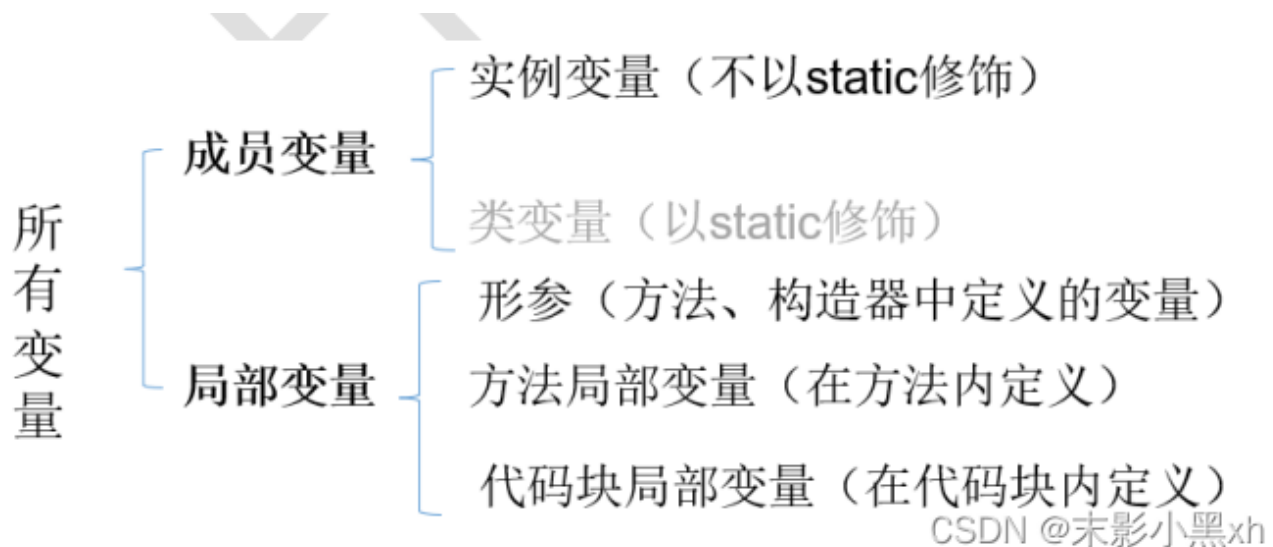 实例变量（不以static修饰）
成员变量
类变量（以static修饰）
所有变量
形参（方法、构造器中定义的变量）
局部变量
方法局部变量（在方法内定义）
代码块局部变量（在代码块内定义）
CSDN @末影小黑xh